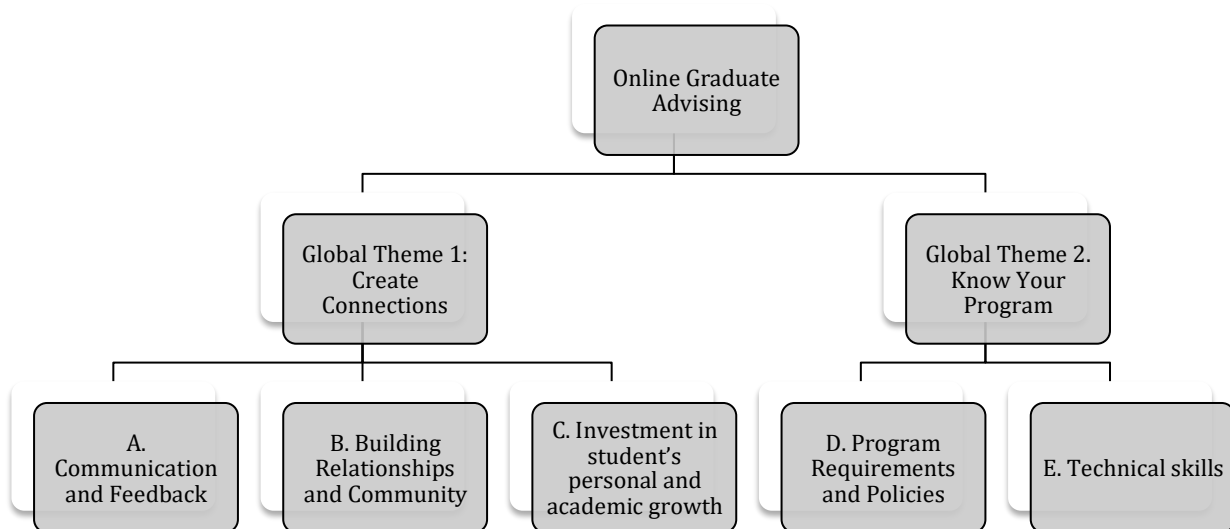 Online Graduate
Advising
Global Theme 1:
Create
Connections
Global Theme 2.
Know Your
Program
A.
Communication
and Feedback
B. Building
Relationships
and Community
C. Investment in
student’s
personal and
academic growth
D. Program
Requirements
and Policies
E. Technical skills